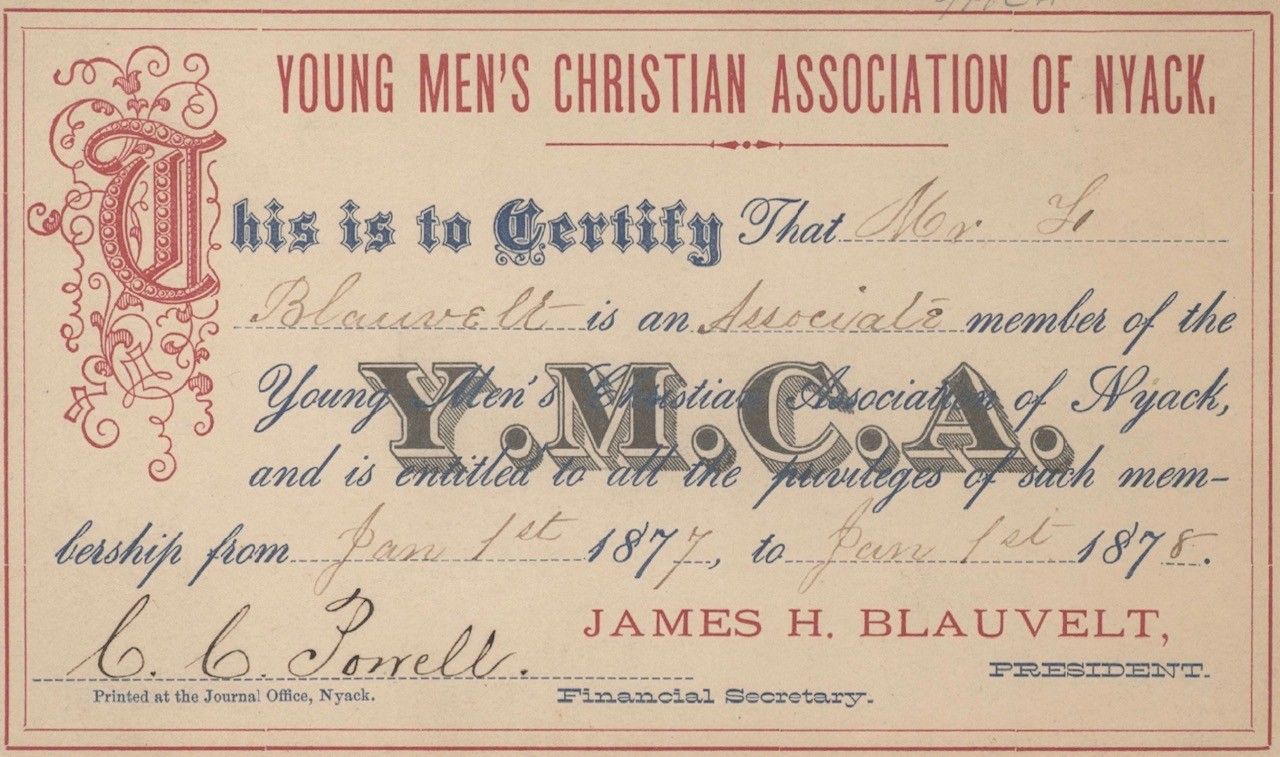 YOUNG MEN'S CHRISTIAN ASSOCIATION OF NYACK.
This is to Certify That Mr
Blauvelt is an Associate member of the
Young Men's Christian Association of Nyack,
Y.M.C.A.
and is entitled to all the privileges of such mem-
bership from Jan 1st 1877, to Jan 1st 1878.
JAMES H. BLAUVELT,
C. C. Powell.
PRESIDENT.
Printed at the Journal Office, Nyack. Financial Secretary.